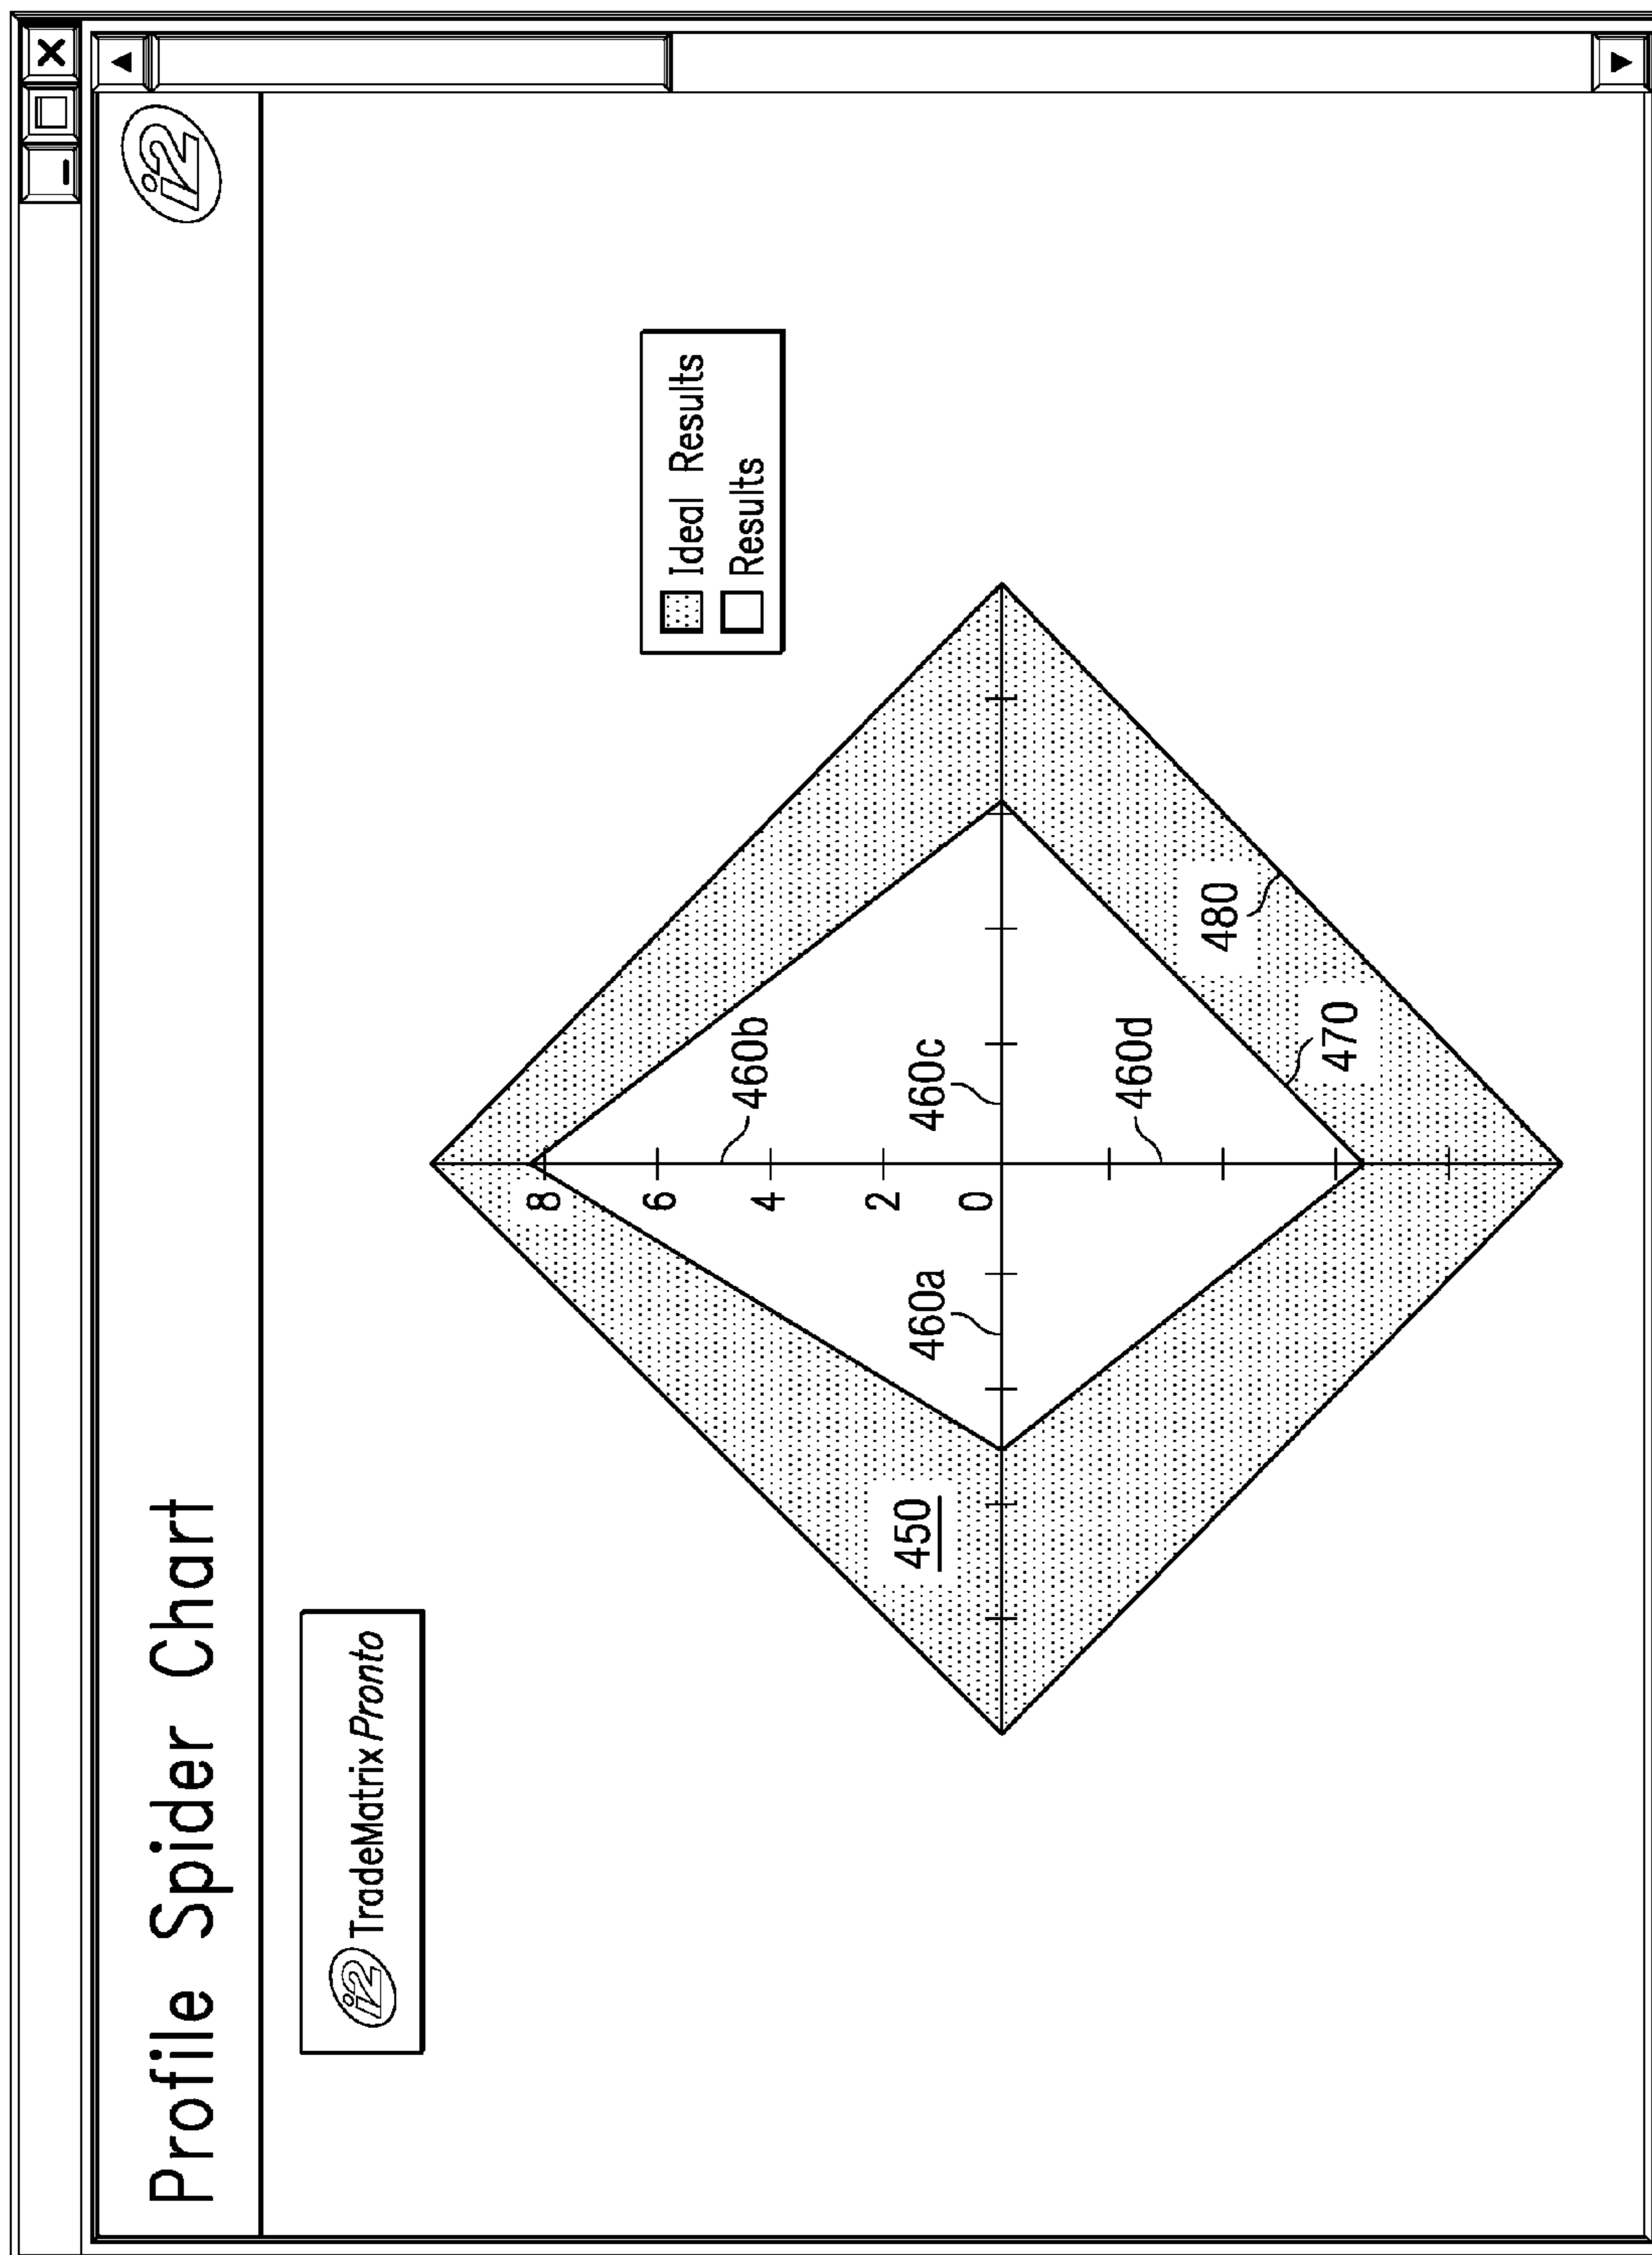 Profile Spider Chart
i2
i2 TradeMatrix Pronto
Ideal Results
Results
8
6
4
2
0
460b
460a
460c
450
460d
480
470